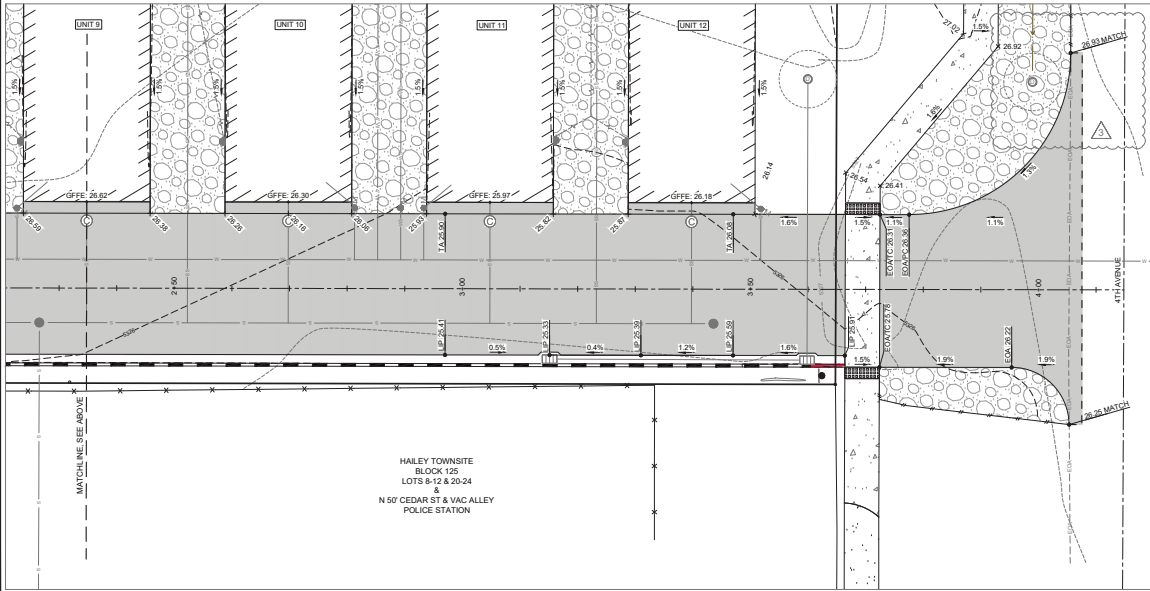 UNIT 9
UNIT 10
UNIT 11
UNIT 12
27.02
1.5%
26.92
26.93 MATCH
1.5%
1.5%
1.5%
1.5%
1.5%
1.5%
1.5%
3
1.6%
1.3%
26.14
26.54
26.41
GFFE: 26.62
GFFE: 26.30
GFFE: 25.97
GFFE: 26.18
26.59
C
26.38
26.26
C
26.16
26.06
25.93
TA 25.90
C
25.82
25.87
C
TA 26.08
1.6%
1.5%
1.1%
EOA/TC 26.31
EOA/PC 26.36
1.1%
2+50
3+00
3+50
4+00
4TH AVENUE
5326
LIP 25.41
0.5%
LIP 25.33
0.4%
LIP 25.39
1.2%
LIP 25.59
1.6%
LIP 25.91
1.5%
EOA/TC 25.78
1.9%
EOA 26.22
1.9%
26.25 MATCH
MATCHLINE, SEE ABOVE
HAILEY TOWNSITE
BLOCK 125
LOTS 8-12 & 20-24
&
N 50' CEDAR ST & VAC ALLEY
POLICE STATION